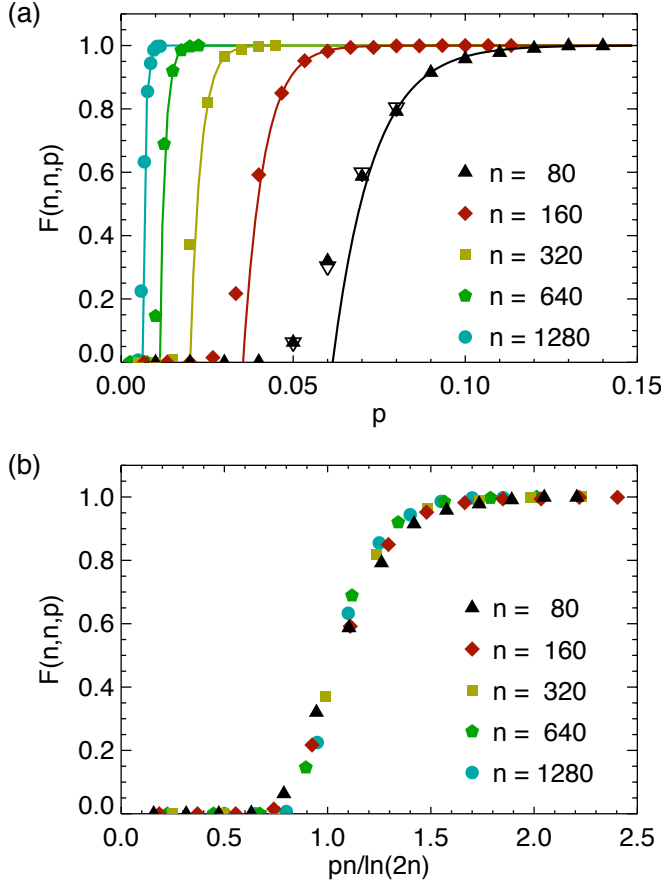 (a)
1.0
0.8
0.6
0.4
0.2
0.0
F(n,n,p)
n = 80
n = 160
n = 320
n = 640
n = 1280
0.00 0.05 0.10 0.15
p
(b)
1.0
0.8
0.6
0.4
0.2
0.0
F(n,n,p)
n = 80
n = 160
n = 320
n = 640
n = 1280
0.0 0.5 1.0 1.5 2.0 2.5
pn/ln(2n)